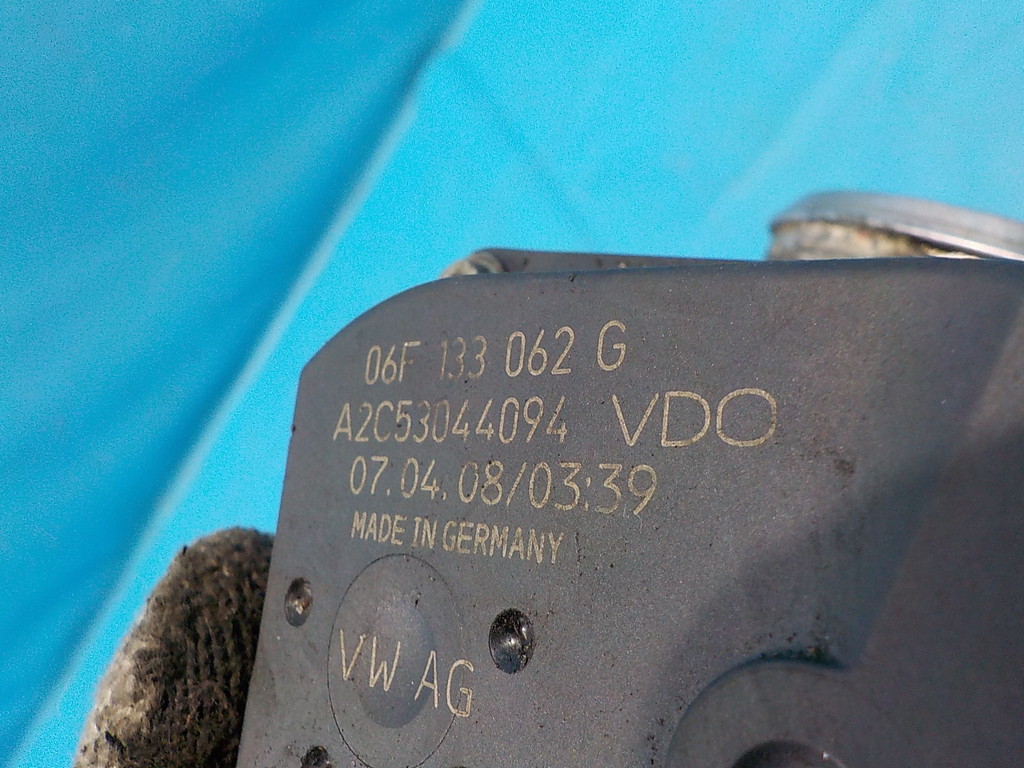 06F 133 062 G
A2C53044094 VDO
07.04.08/03:39
MADE IN GERMANY
VW AG